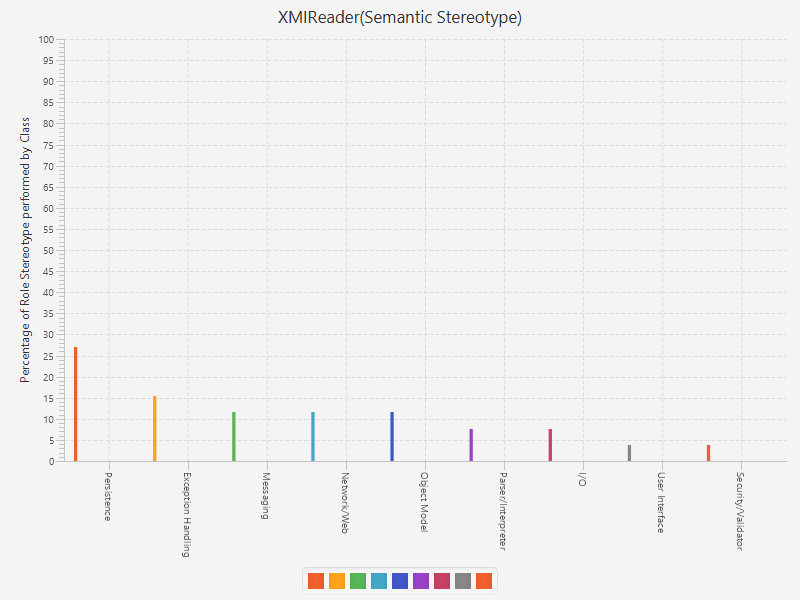 XMIReader(Semantic Stereotype)
Percentage of Role Stereotype performed by Class
100
95
90
85
80
75
70
65
60
55
50
45
40
35
30
25
20
15
10
5
0
Persistence
Exception Handling
Messaging
Network/Web
Object Model
Parser/Interpreter
I/O
User Interface
Security/Validator